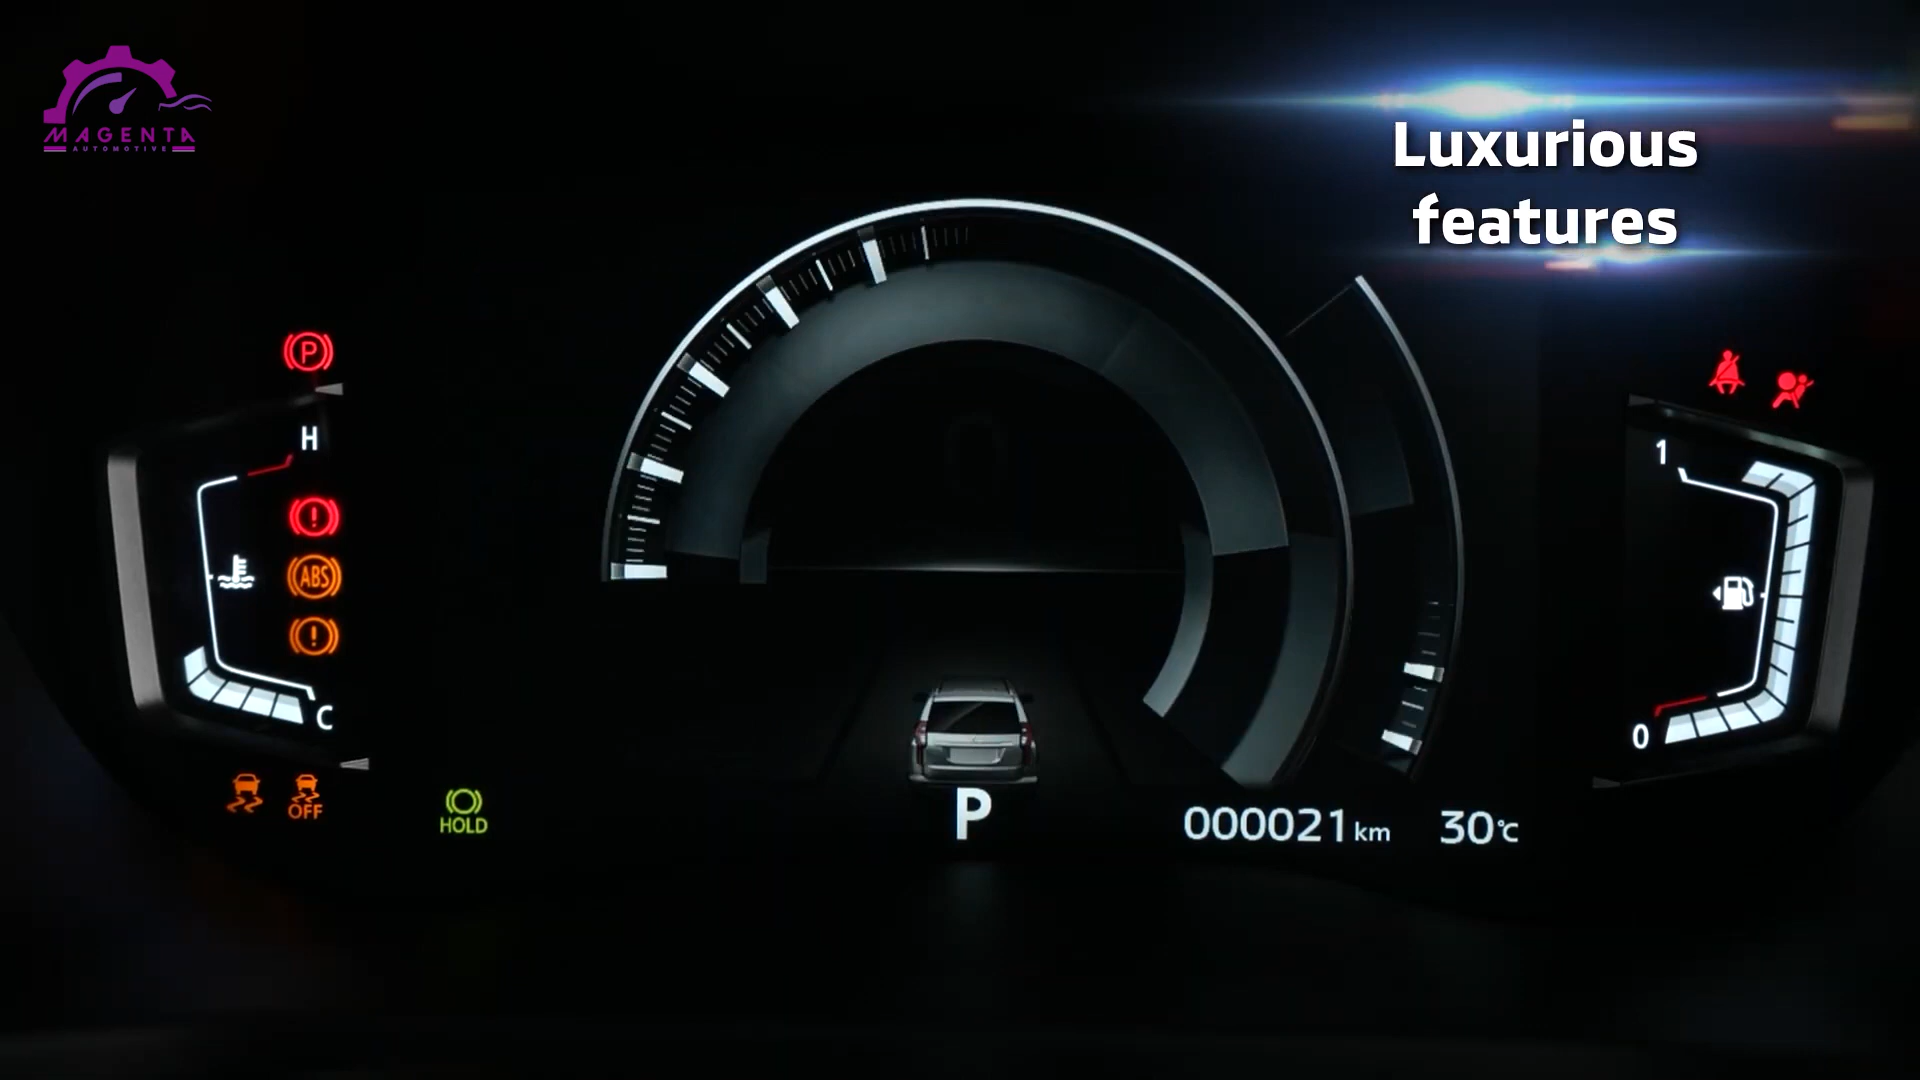 MAGENTA
AUTOMOTIVE
Luxurious
features
P
H
!
ABS
!
C
OFF
HOLD
P
000021 km
30°C
1
0